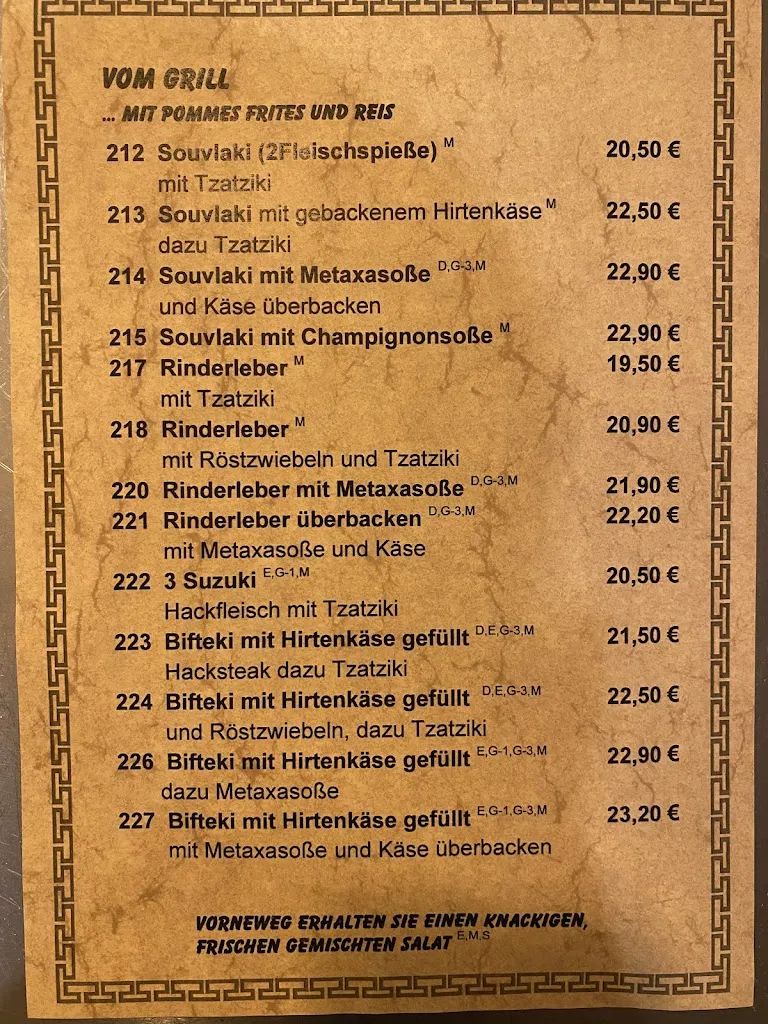 VOM GRILL
... MIT POMMES FRITES UND REIS
212 Souvlaki (2Fleischspieße) M 20,50 €
mit Tzatziki
213 Souvlaki mit gebackenem Hirtenkäse M 22,50 €
dazu Tzatziki
214 Souvlaki mit Metaxasoße D,G-3,M 22,90 €
und Käse überbacken
215 Souvlaki mit Champignonsoße M 22,90 €
217 Rinderleber M 19,50 €
mit Tzatziki
218 Rinderleber M 20,90 €
mit Röstzwiebeln und Tzatziki
220 Rinderleber mit Metaxasoße D,G-3,M 21,90 €
221 Rinderleber überbacken D,G-3,M 22,20 €
mit Metaxasoße und Käse
222 3 Suzuki E,G-1,M 20,50 €
Hackfleisch mit Tzatziki
223 Bifteki mit Hirtenkäse gefüllt D,E,G-3,M 21,50 €
Hacksteak dazu Tzatziki
224 Bifteki mit Hirtenkäse gefüllt D,E,G-3,M 22,50 €
und Röstzwiebeln, dazu Tzatziki
226 Bifteki mit Hirtenkäse gefüllt E,G-1,G-3,M 22,90 €
dazu Metaxasoße
227 Bifteki mit Hirtenkäse gefüllt E,G-1,G-3,M 23,20 €
mit Metaxasoße und Käse überbacken
VORNEWEG ERHALTEN SIE EINEN KNACKIGEN,
FRISCHEN GEMISCHTEN SALAT E,M,S